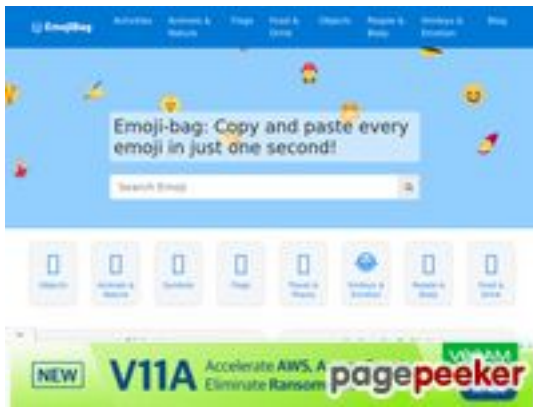 EmojiBag
Activities Animals & Nature Flags Food & Drink Objects People & Body Smileys & Emotion Blog
Emoji-bag: Copy and paste every
emoji in just one second!
Search Emoji
Objects
Animals & Nature
Symbols
Flags
Travel & Places
Smileys & Emotion
People & Body
Food & Drink
NEW
V11A
Accelerate AWS, A
Eliminate Ransom
pagepeeker